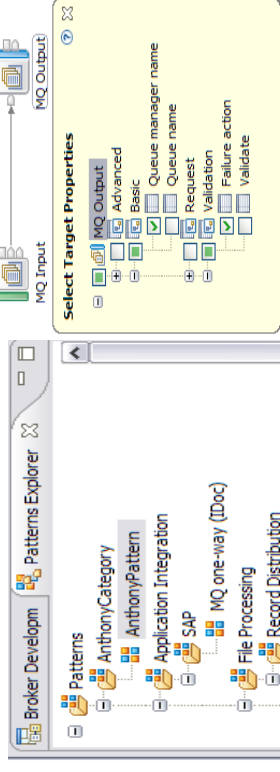 Broker Developm
Patterns Explorer
Patterns
AnthonyCategory
AnthonyPattern
Application Integration
SAP
MQ one-way (IDoc)
File Processing
Record Distribution
MQ Input
MQ Output
Select Target Properties
MQ Output
Advanced
Basic
Queue manager name
Queue name
Request
Validation
Failure action
Validate